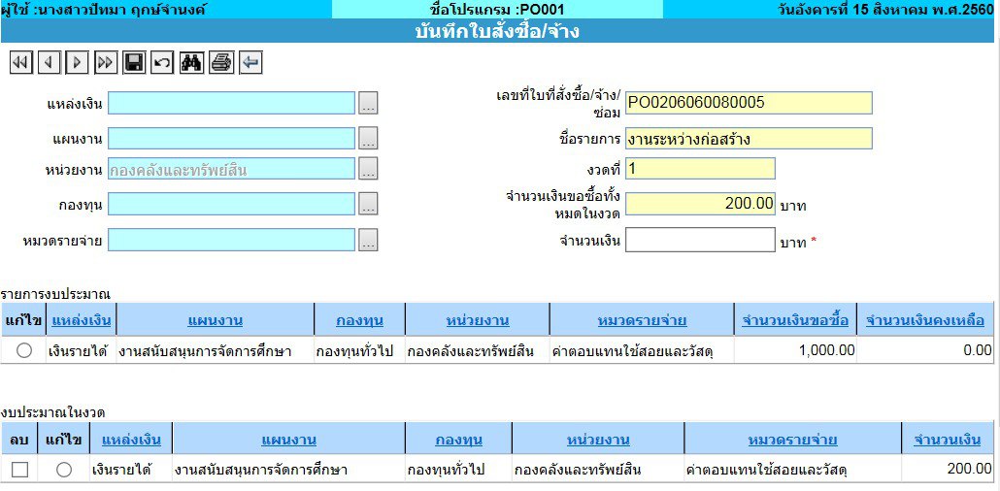 ผู้ใช้ :นางสาวปัทมา ฤกษ์จำนงค์ ชื่อโปรแกรม :PO001 วันอังคารที่ 15 สิงหาคม พ.ศ.2560
บันทึกใบสั่งซื้อ/จ้าง
แหล่งเงิน ... เลขที่ใบที่สั่งซื้อ/จ้าง/ซ่อม PO0206060080005
แผนงาน ... ชื่อรายการ งานระหว่างก่อสร้าง
หน่วยงาน กองคลังและทรัพย์สิน ... งวดที่ 1
กองทุน ... จำนวนเงินขอซื้อทั้งหมดในงวด 200.00 บาท
หมวดรายจ่าย ... จำนวนเงิน บาท *
รายการงบประมาณ
แก้ไข แหล่งเงิน แผนงาน กองทุน หน่วยงาน หมวดรายจ่าย จำนวนเงินขอซื้อ จำนวนเงินคงเหลือ
เงินรายได้ งานสนับสนุนการจัดการศึกษา กองทุนทั่วไป กองคลังและทรัพย์สิน ค่าตอบแทนใช้สอยและวัสดุ 1,000.00 0.00
งบประมาณในงวด
ลบ แก้ไข แหล่งเงิน แผนงาน กองทุน หน่วยงาน หมวดรายจ่าย จำนวนเงิน
เงินรายได้ งานสนับสนุนการจัดการศึกษา กองทุนทั่วไป กองคลังและทรัพย์สิน ค่าตอบแทนใช้สอยและวัสดุ 200.00